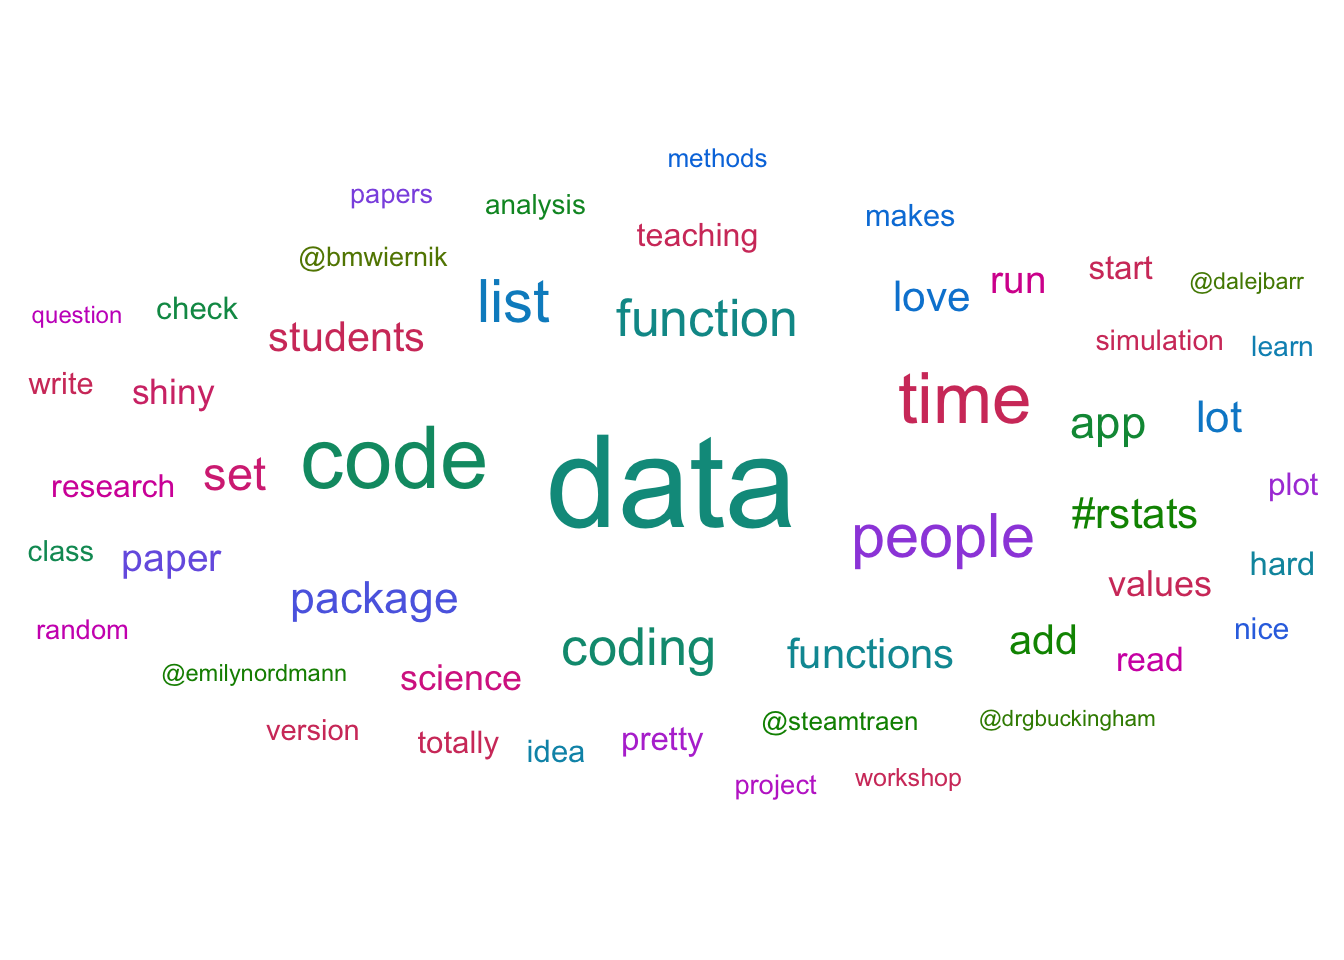 methods
papers
analysis
makes
teaching
@bmwiernik
start
@dalejbarr
run
love
list
check
question
function
students
simulation
learn
write
shiny
time
app
lot
code
data
set
research
plot
#rstats
people
class
paper
hard
values
package
random
nice
add
coding
functions
read
@emilynordmann
science
@steamtraen
@drgbuckingham
version
totally
pretty
idea
workshop
project